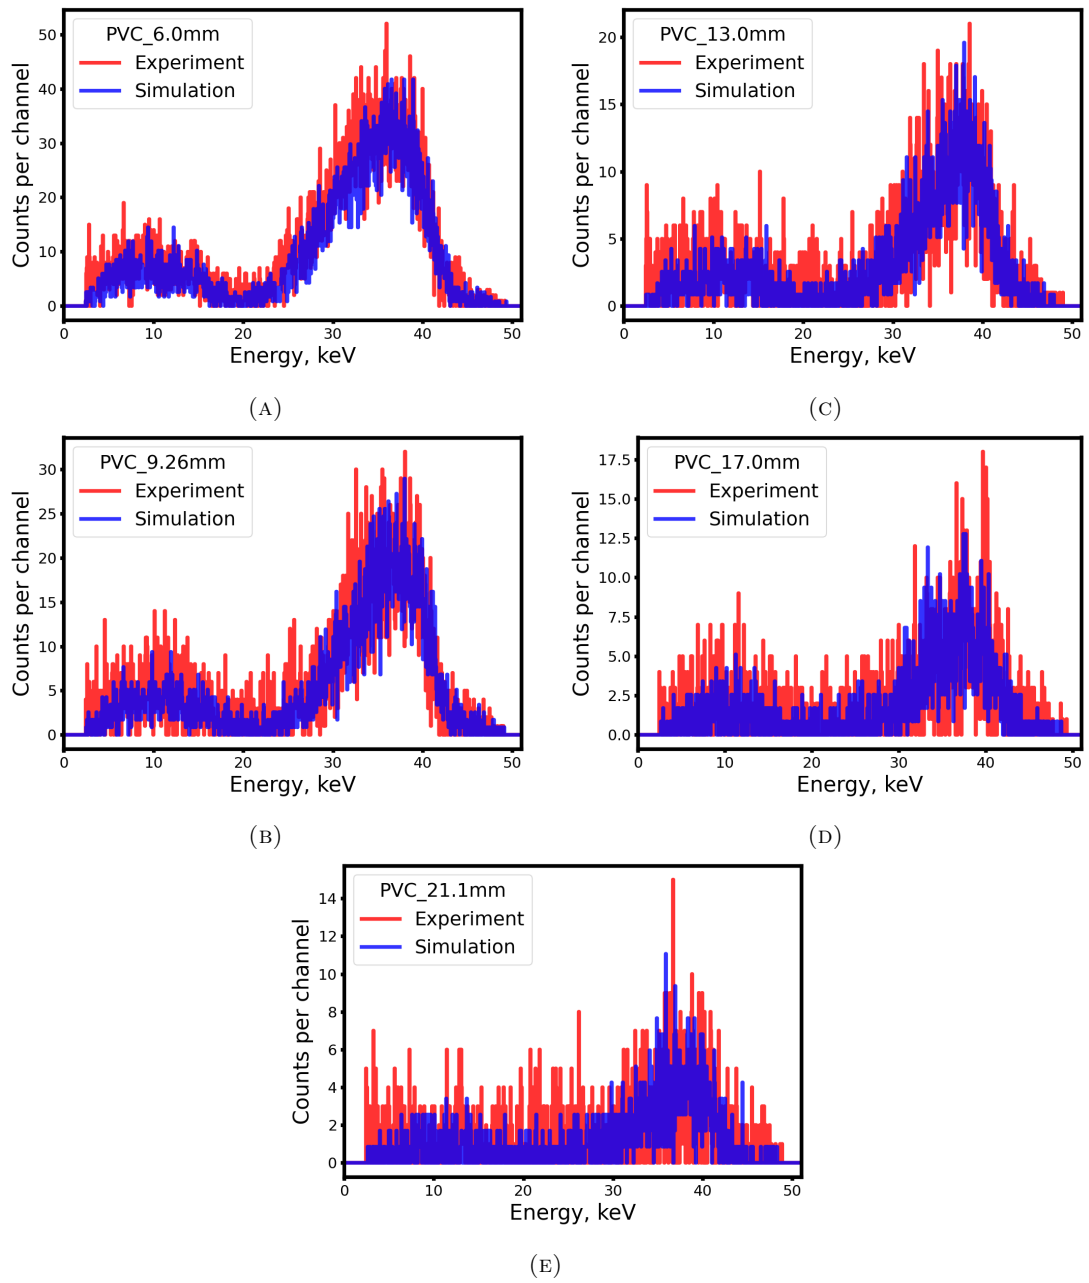 PVC_6.0mm
Experiment
Simulation
Counts per channel
50
40
30
20
10
0
0 10 20 30 40 50
Energy, keV
(A)
PVC_13.0mm
Experiment
Simulation
Counts per channel
20
15
10
5
0
0 10 20 30 40 50
Energy, keV
(C)
PVC_9.26mm
Experiment
Simulation
Counts per channel
30
25
20
15
10
5
0
0 10 20 30 40 50
Energy, keV
(B)
PVC_17.0mm
Experiment
Simulation
Counts per channel
17.5
15.0
12.5
10.0
7.5
5.0
2.5
0.0
0 10 20 30 40 50
Energy, keV
(D)
PVC_21.1mm
Experiment
Simulation
Counts per channel
14
12
10
8
6
4
2
0
0 10 20 30 40 50
Energy, keV
(E)